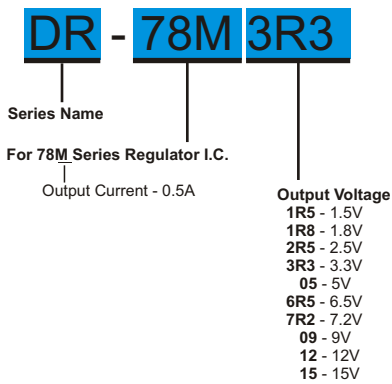 DR - 78M 3R3
Series Name
For 78M Series Regulator I.C.
Output Current - 0.5A
Output Voltage
1R5 - 1.5V
1R8 - 1.8V
2R5 - 2.5V
3R3 - 3.3V
05 - 5V
6R5 - 6.5V
7R2 - 7.2V
09 - 9V
12 - 12V
15 - 15V